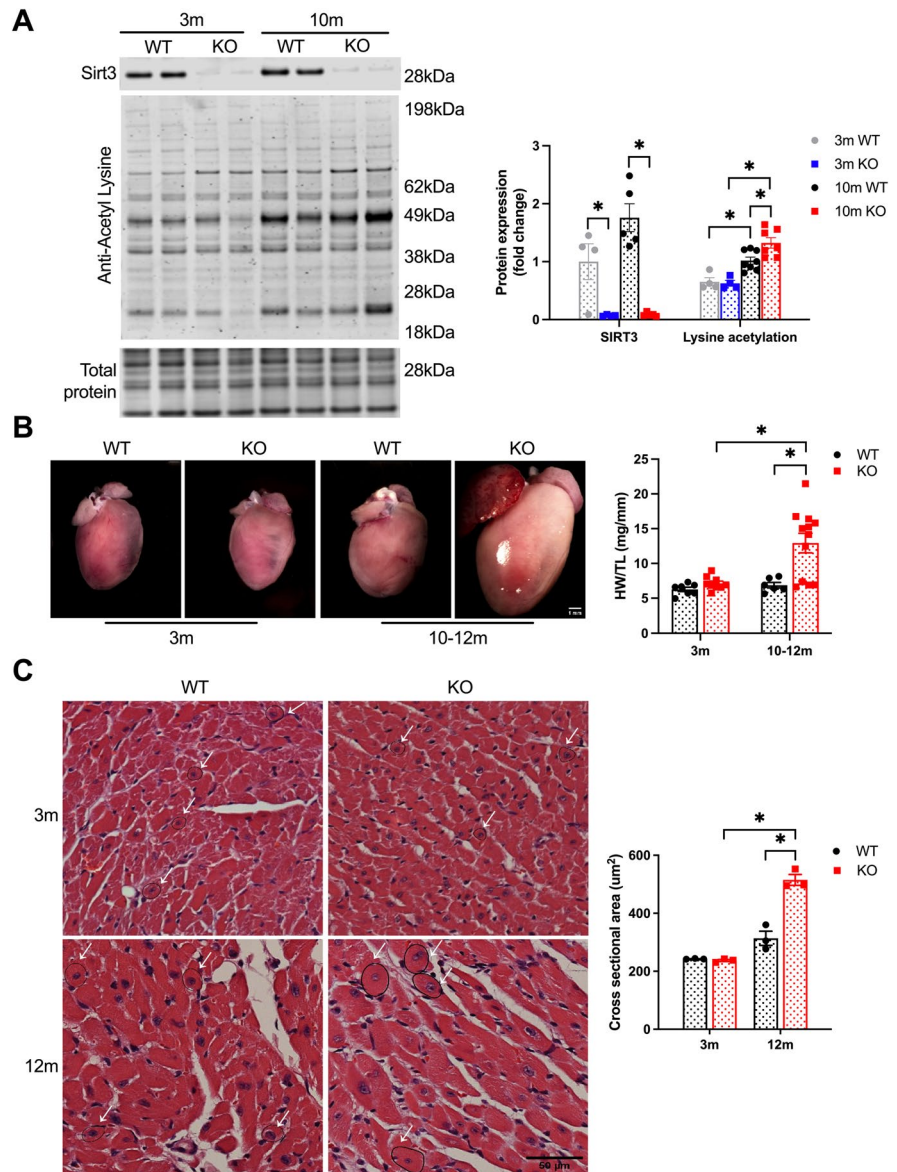 A
3m
10m
WT
KO
WT
KO
Sirt3
28kDa
Anti-Acetyl Lysine
198kDa
62kDa
49kDa
38kDa
28kDa
18kDa
Total
protein
28kDa
Protein expression
(fold change)
3
2
1
0
*
*
*
*
*
SIRT3
Lysine acetylation
3m WT
3m KO
10m WT
10m KO
B
WT
KO
WT
KO
1 mm
3m
10-12m
HW/TL (mg/mm)
25
20
15
10
5
0
*
*
3m
10-12m
WT
KO
C
WT
KO
3m
12m
50 μm
Cross sectional area (um²)
600
400
200
0
*
*
3m
12m
WT
KO